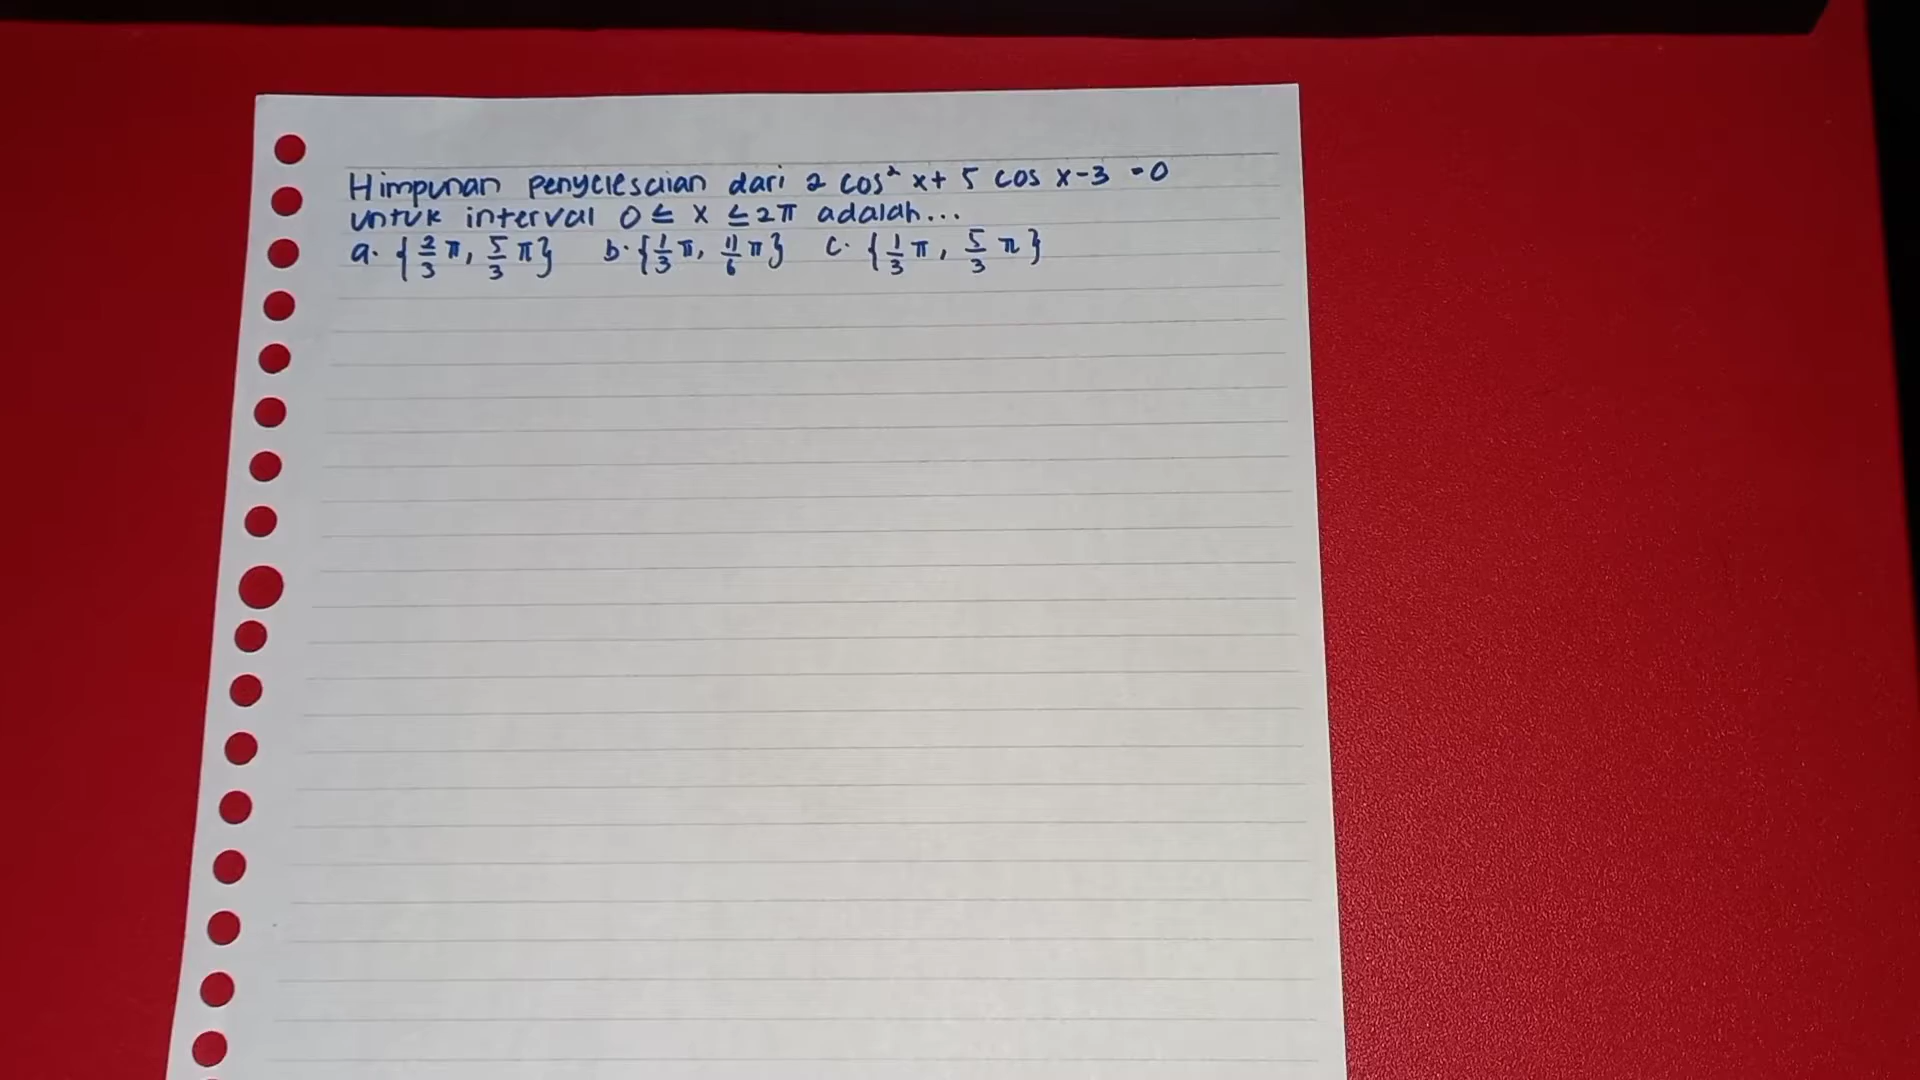 Himpunan penyelesaian dari 2 cos² x + 5 cos x - 3 = 0
untuk interval 0 ≤ x ≤ 2π adalah...
a. {2/3 π, 5/3 π} b. {1/3 π, 11/6 π} c. {1/3 π, 5/3 π}